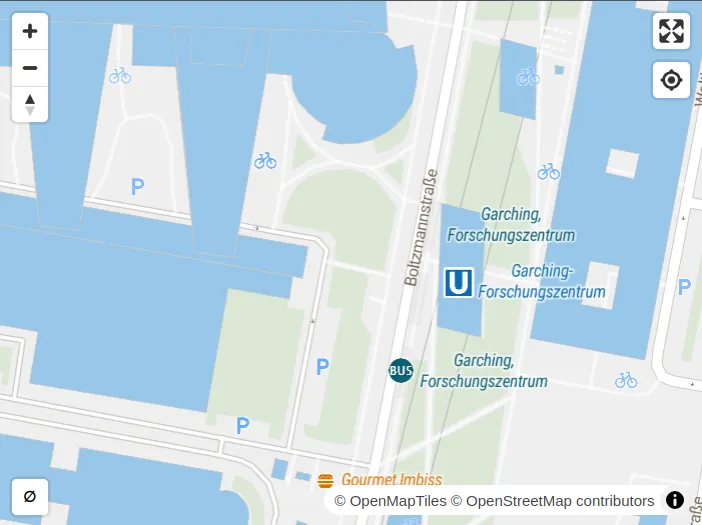 P
Garching,
Forschungszentrum
Boltzmannstraße
U
Garching-
Forschungszentrum
P
P
BUS
Garching,
Forschungszentrum
P
Gourmet Imbiss
© OpenMapTiles © OpenStreetMap contributors